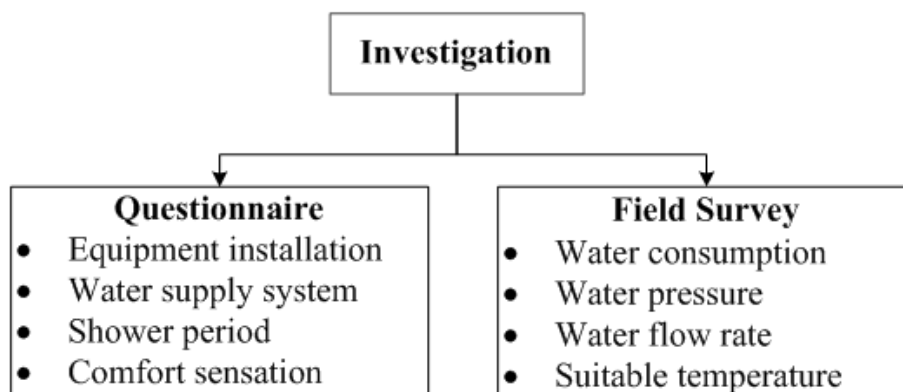 Investigation
Questionnaire
• Equipment installation
• Water supply system
• Shower period
• Comfort sensation
Field Survey
• Water consumption
• Water pressure
• Water flow rate
• Suitable temperature